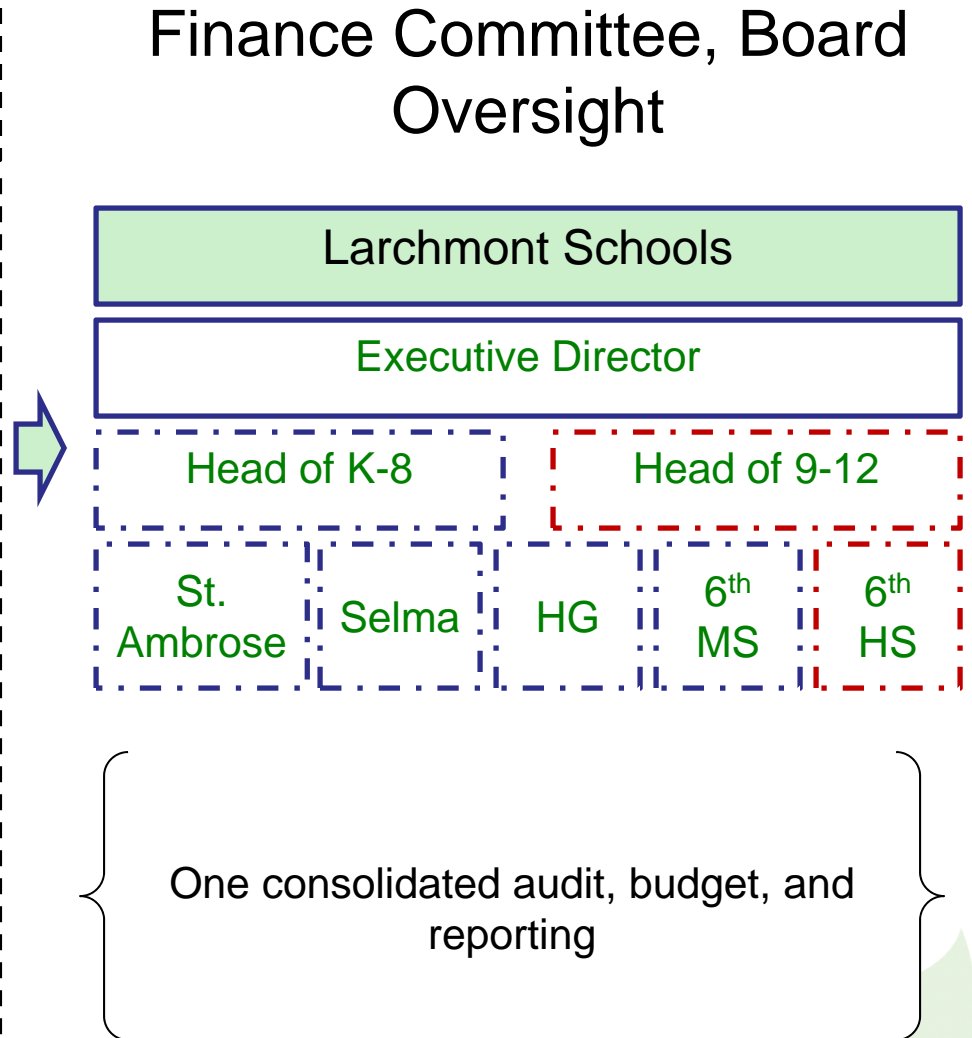 Finance Committee, Board
Oversight
Larchmont Schools
Executive Director
Head of K-8
Head of 9-12
St.
Ambrose
Selma
HG
6th
MS
6th
HS
One consolidated audit, budget, and
reporting